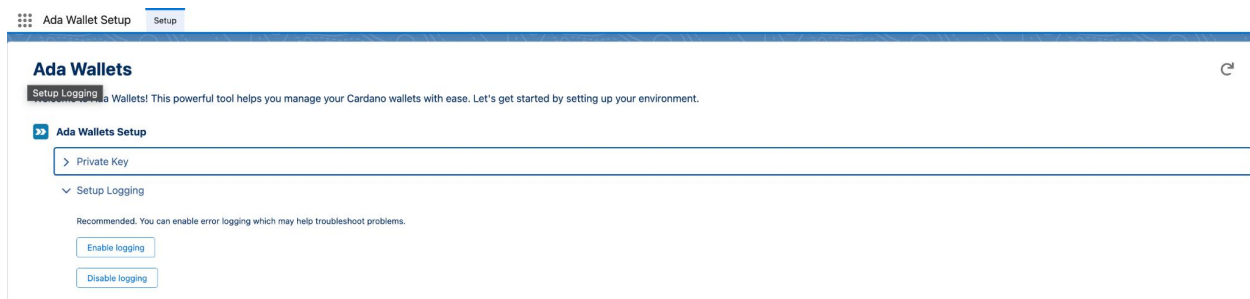 Ada Wallet Setup Setup
Ada Wallets
Setup Logging
a Wallets! This powerful tool helps you manage your Cardano wallets with ease. Let's get started by setting up your environment.
Ada Wallets Setup
Private Key
Setup Logging
Recommended. You can enable error logging which may help troubleshoot problems.
Enable logging
Disable logging